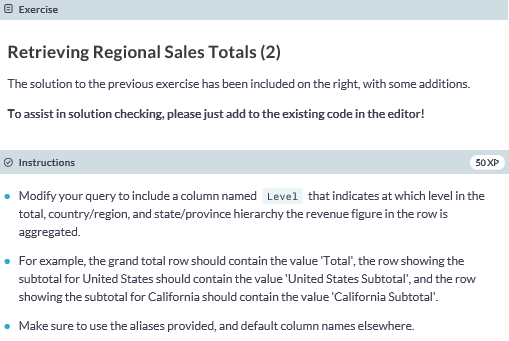 Exercise
Retrieving Regional Sales Totals (2)
The solution to the previous exercise has been included on the right, with some additions.
To assist in solution checking, please just add to the existing code in the editor!
Instructions
50 XP
Modify your query to include a column named Level that indicates at which level in the
total, country/region, and state/province hierarchy the revenue figure in the row is
aggregated.
For example, the grand total row should contain the value 'Total', the row showing the
subtotal for United States should contain the value 'United States Subtotal', and the row
showing the subtotal for California should contain the value 'California Subtotal'.
Make sure to use the aliases provided, and default column names elsewhere.